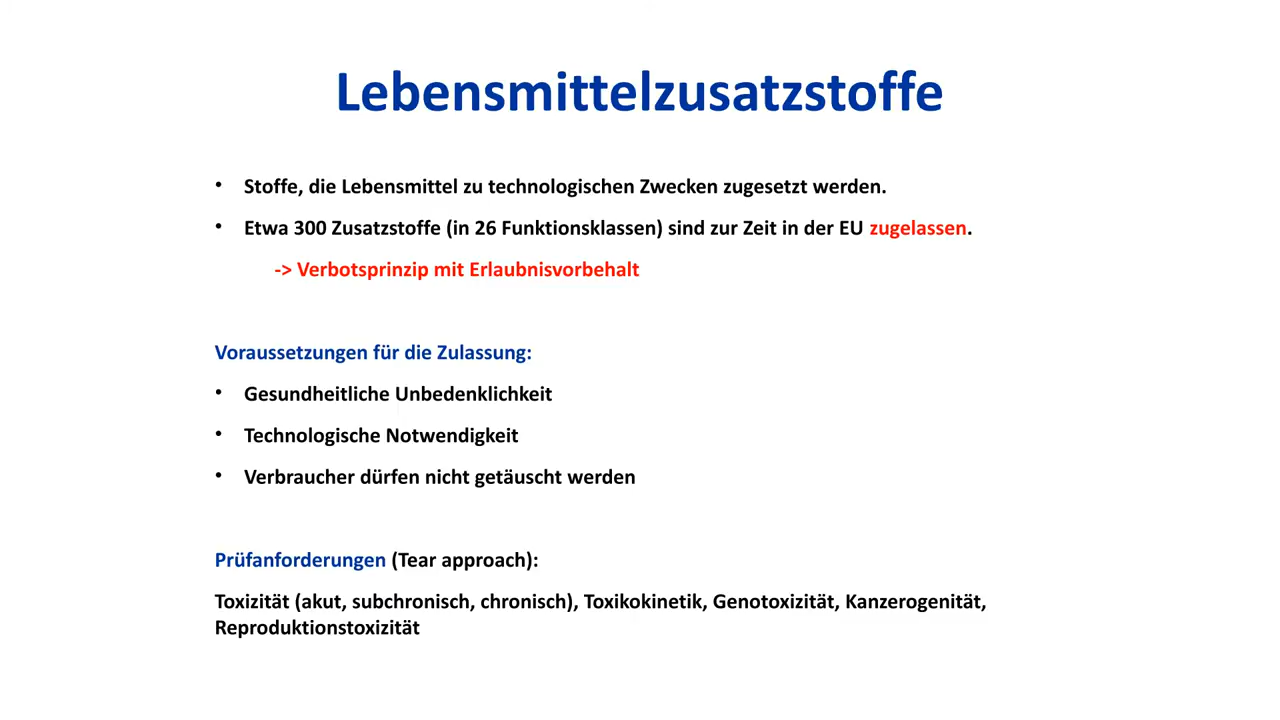 Lebensmittelzusatzstoffe
• Stoffe, die Lebensmittel zu technologischen Zwecken zugesetzt werden.
• Etwa 300 Zusatzstoffe (in 26 Funktionsklassen) sind zur Zeit in der EU zugelassen.
-> Verbotsprinzip mit Erlaubnisvorbehalt
Voraussetzungen für die Zulassung:
• Gesundheitliche Unbedenklichkeit
• Technologische Notwendigkeit
• Verbraucher dürfen nicht getäuscht werden
Prüfanforderungen (Tear approach):
Toxizität (akut, subchronisch, chronisch), Toxikokinetik, Genotoxizität, Kanzerogenität,
Reproduktionstoxizität